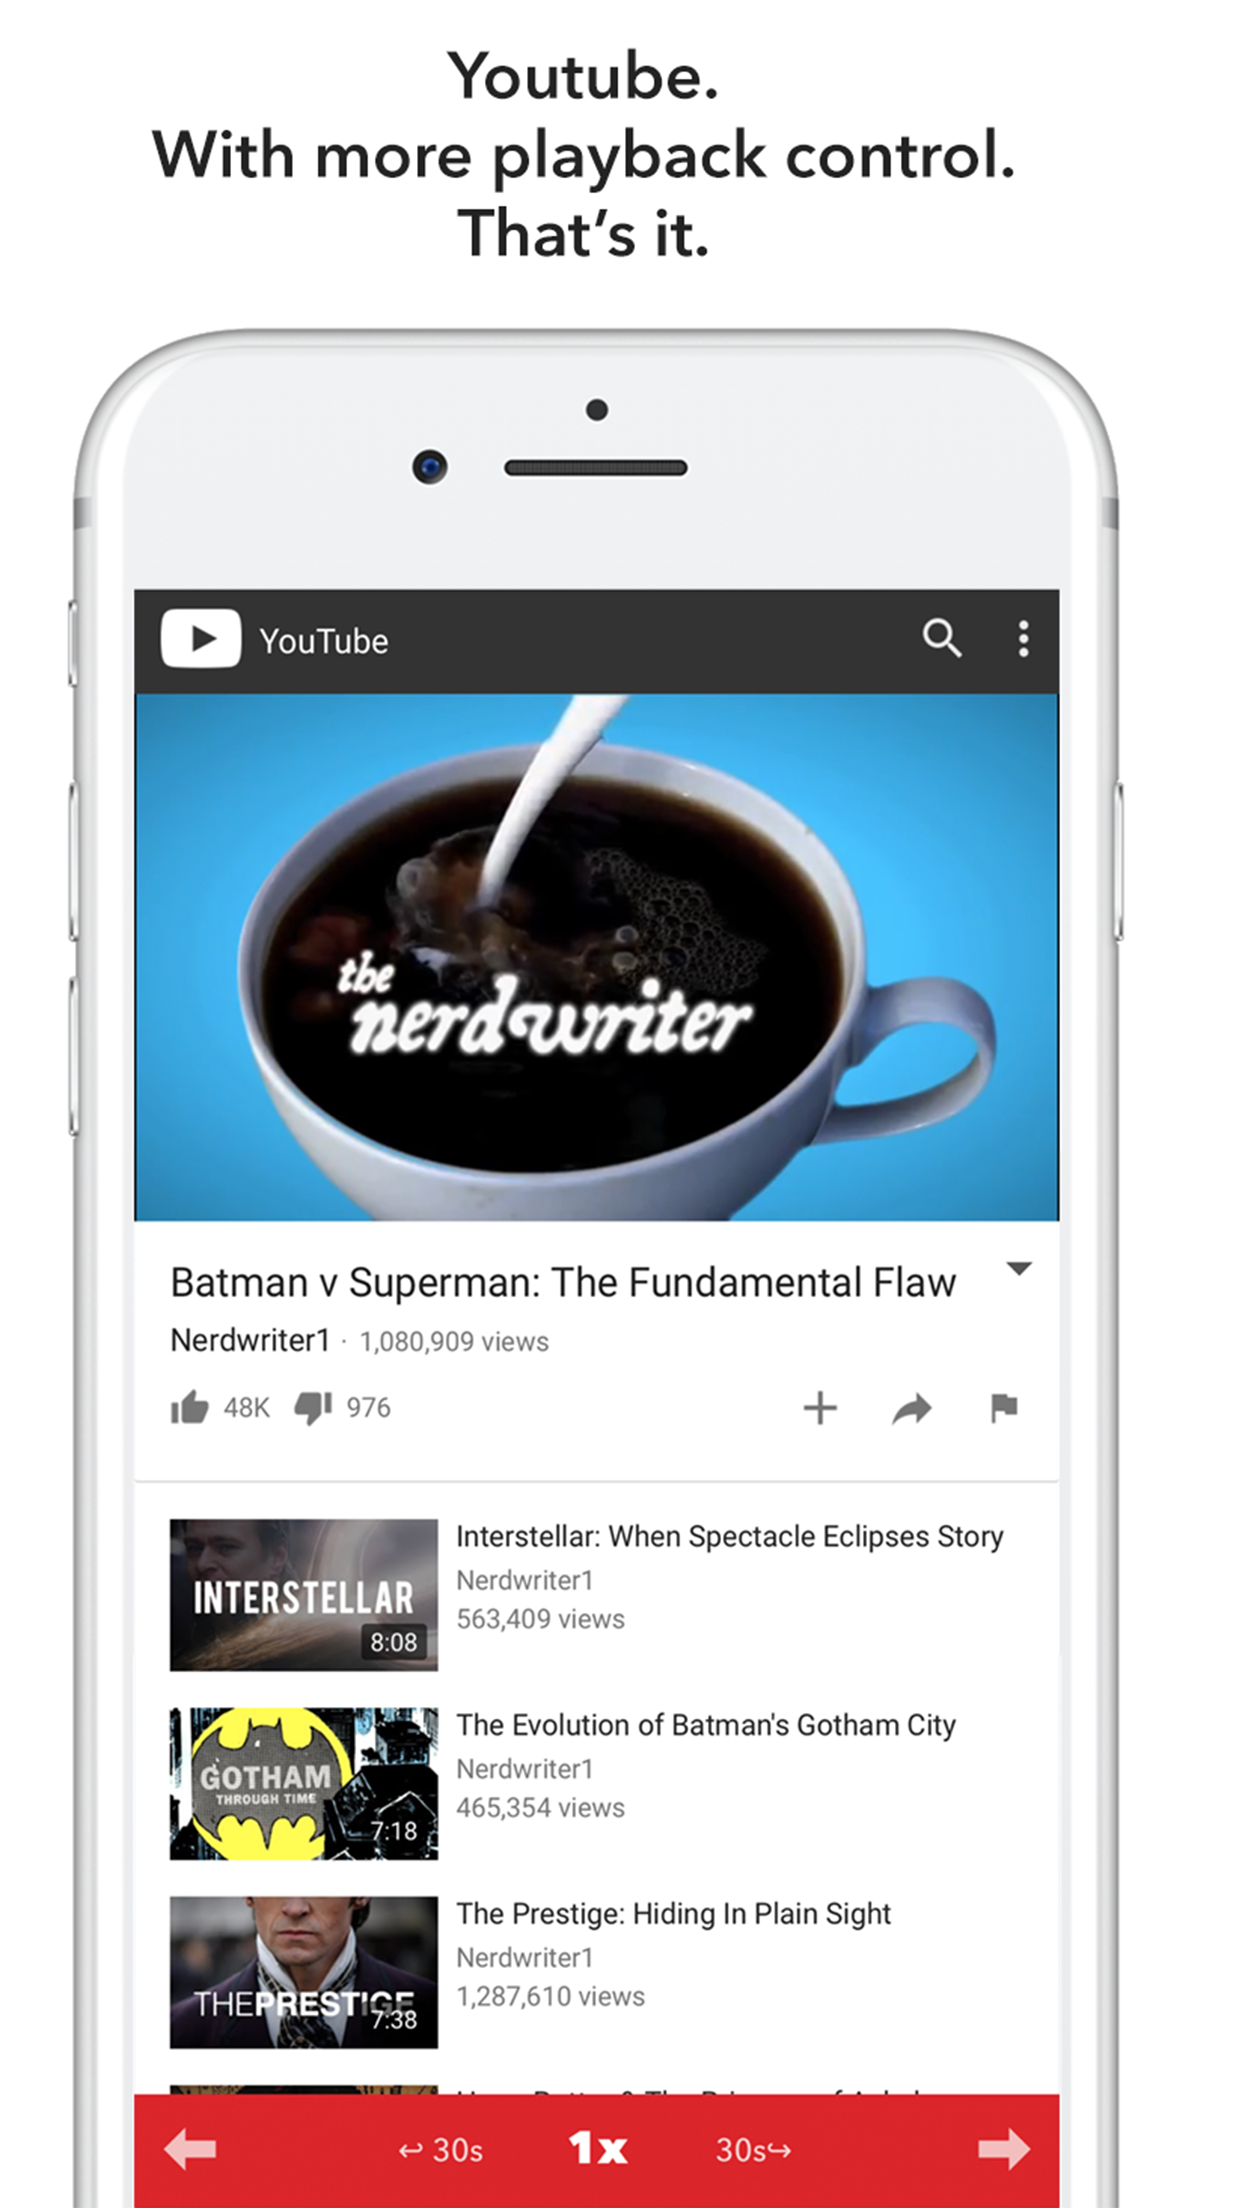 Youtube.
With more playback control.
That’s it.
YouTube
the
nerdwriter
Batman v Superman: The Fundamental Flaw
Nerdwriter1 · 1,080,909 views
48K 976
INTERSTELLAR
8:08
Interstellar: When Spectacle Eclipses Story
Nerdwriter1
563,409 views
GOTHAM
THROUGH TIME
7:18
The Evolution of Batman's Gotham City
Nerdwriter1
465,354 views
THEPRESTIGE
7:38
The Prestige: Hiding In Plain Sight
Nerdwriter1
1,287,610 views
↩ 30s 1x 30s↪